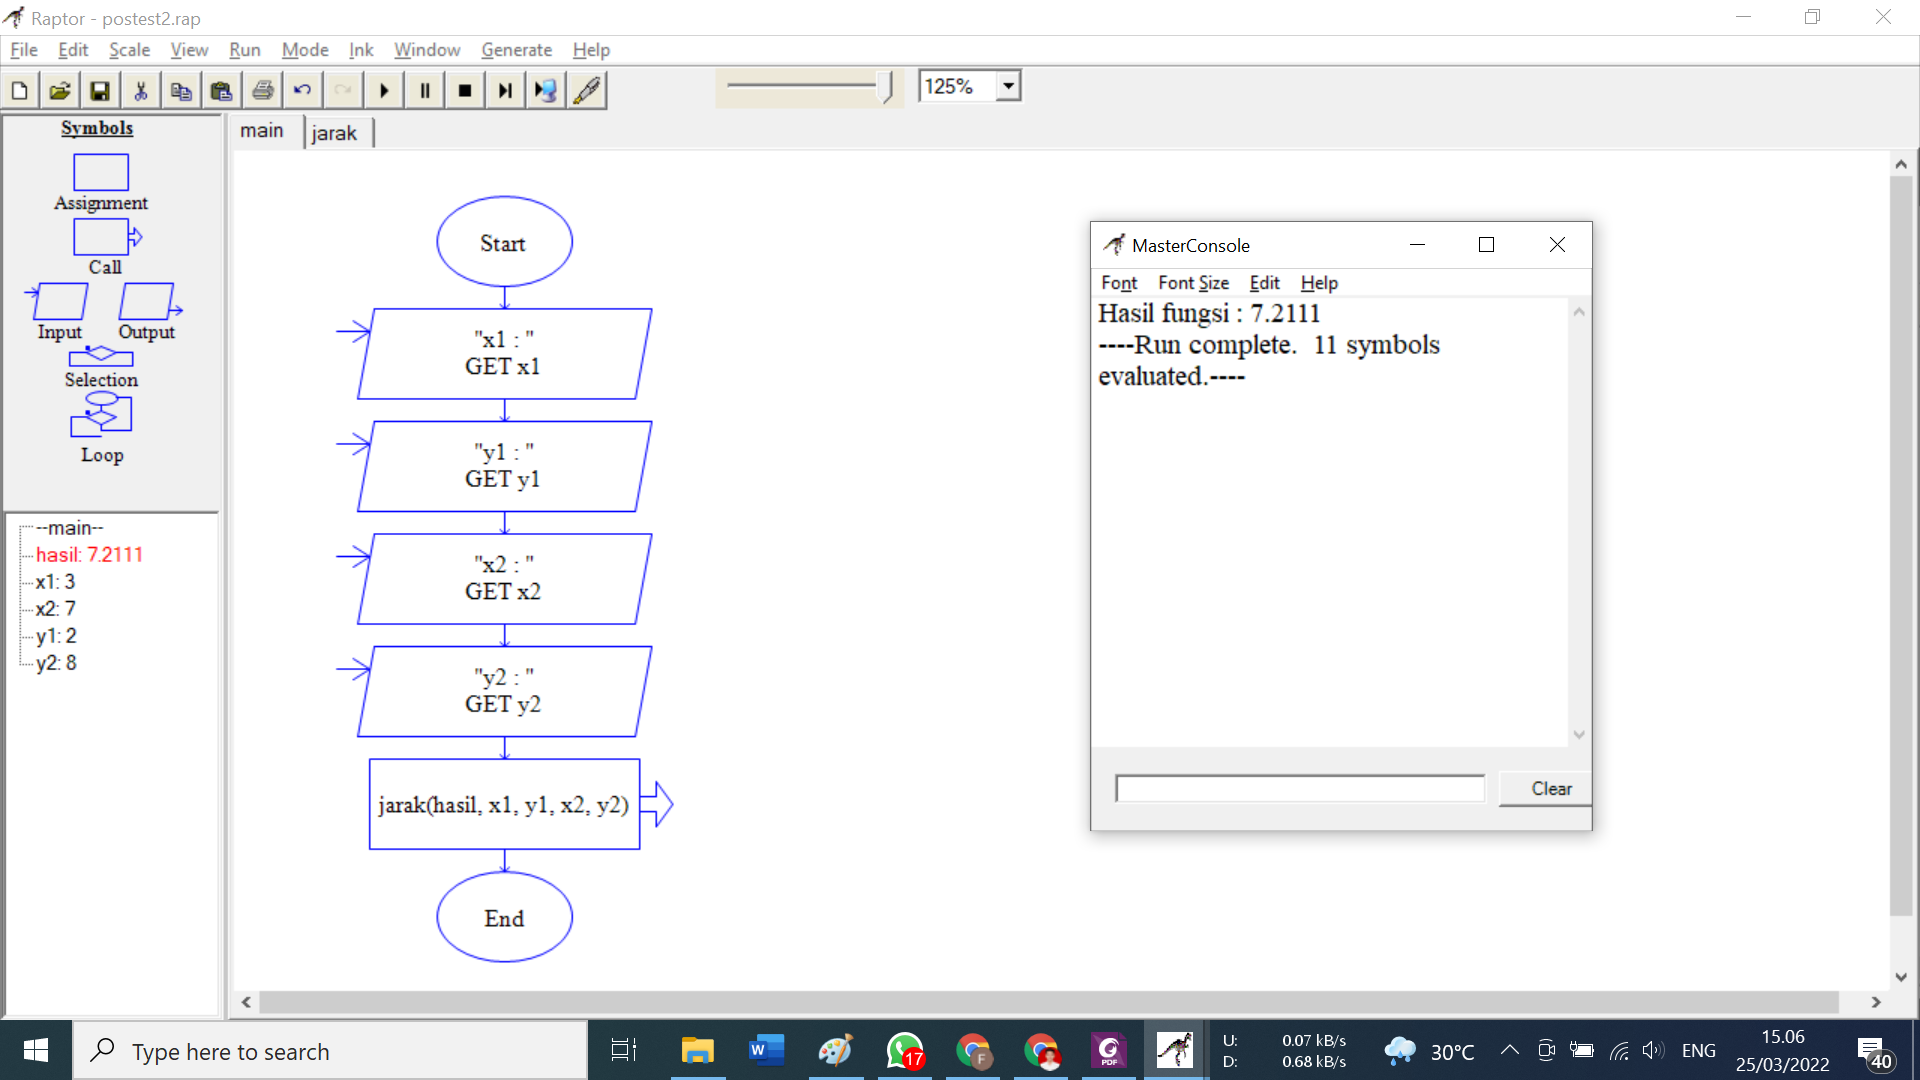 Raptor - postest2.rap
File Edit Scale View Run Mode Ink Window Generate Help
125%
Symbols
Assignment
Call
Input Output
Selection
Loop
--main--
hasil: 7.2111
x1: 3
x2: 7
y1: 2
y2: 8
main jarak
Start
"x1 : "
GET x1
"y1 : "
GET y1
"x2 : "
GET x2
"y2 : "
GET y2
jarak(hasil, x1, y1, x2, y2)
End
MasterConsole
Font Font Size Edit Help
Hasil fungsi : 7.2111
----Run complete. 11 symbols
evaluated.----
Clear
Type here to search
W
17
F
PDF
U: 0.07 kB/s
D: 0.68 kB/s
30°C
ENG
15.06
25/03/2022
40